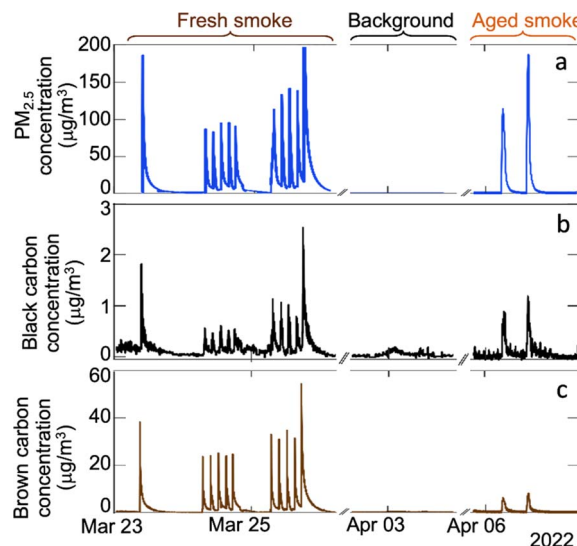 Fresh smoke Background Aged smoke
a
PM2.5
concentration
(μg/m³)
200
150
100
50
0
b
Black carbon
concentration
(μg/m³)
3
2
1
0
c
Brown carbon
concentration
(μg/m³)
60
40
20
0
Mar 23 Mar 25 Apr 03 Apr 06
2022